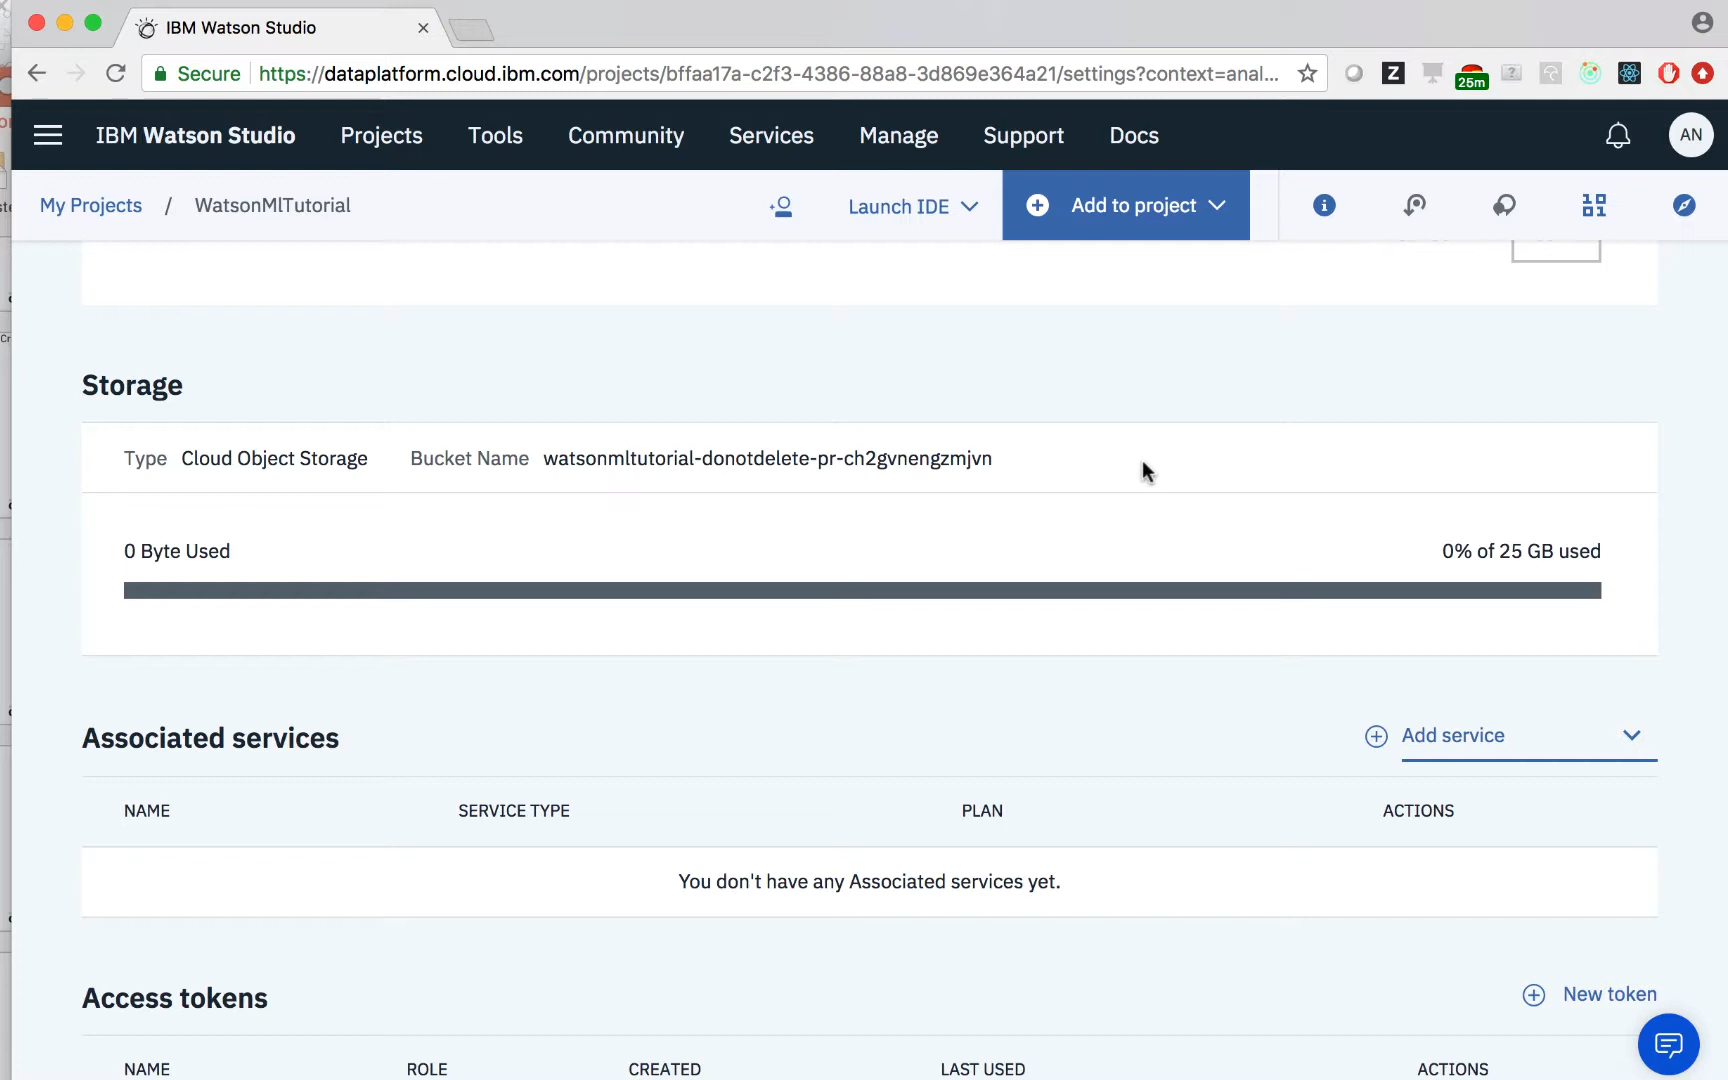 IBM Watson Studio
Secure https://dataplatform.cloud.ibm.com/projects/bffaa17a-c2f3-4386-88a8-3d869e364a21/settings?context=anal...
Z
25m
?
IBM Watson Studio Projects Tools Community Services Manage Support Docs AN
My Projects / WatsonMlTutorial Launch IDE Add to project
Storage
Type Cloud Object Storage Bucket Name watsonmltutorial-donotdelete-pr-ch2gvnengzmjvn
0 Byte Used 0% of 25 GB used
Associated services Add service
NAME SERVICE TYPE PLAN ACTIONS
You don't have any Associated services yet.
Access tokens New token
NAME ROLE CREATED LAST USED ACTIONS